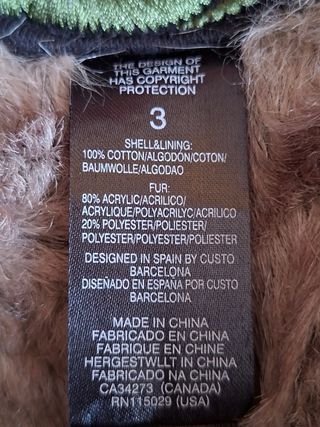 THE DESIGN OF
THIS GARMENT
HAS COPYRIGHT
PROTECTION
3
SHELL&LINING:
100% COTTON/ALGODÓN/COTON/
BAUMWOLLE/ALGODAO
FUR:
80% ACRYLIC/ACRILICO/
ACRYLIQUE/POLYACRILYC/ACRILICO
20% POLYESTER/POLIESTER/
POLYESTER/POLYESTER/POLIESTER
DESIGNED IN SPAIN BY CUSTO
BARCELONA
DISEÑADO EN ESPAÑA POR CUSTO
BARCELONA
MADE IN CHINA
FABRICADO EN CHINA
FABRIQUE EN CHINE
HERGESTWLLT IN CHINA
FABRICADO NA CHINA
CA34273 (CANADA)
RN115029 (USA)